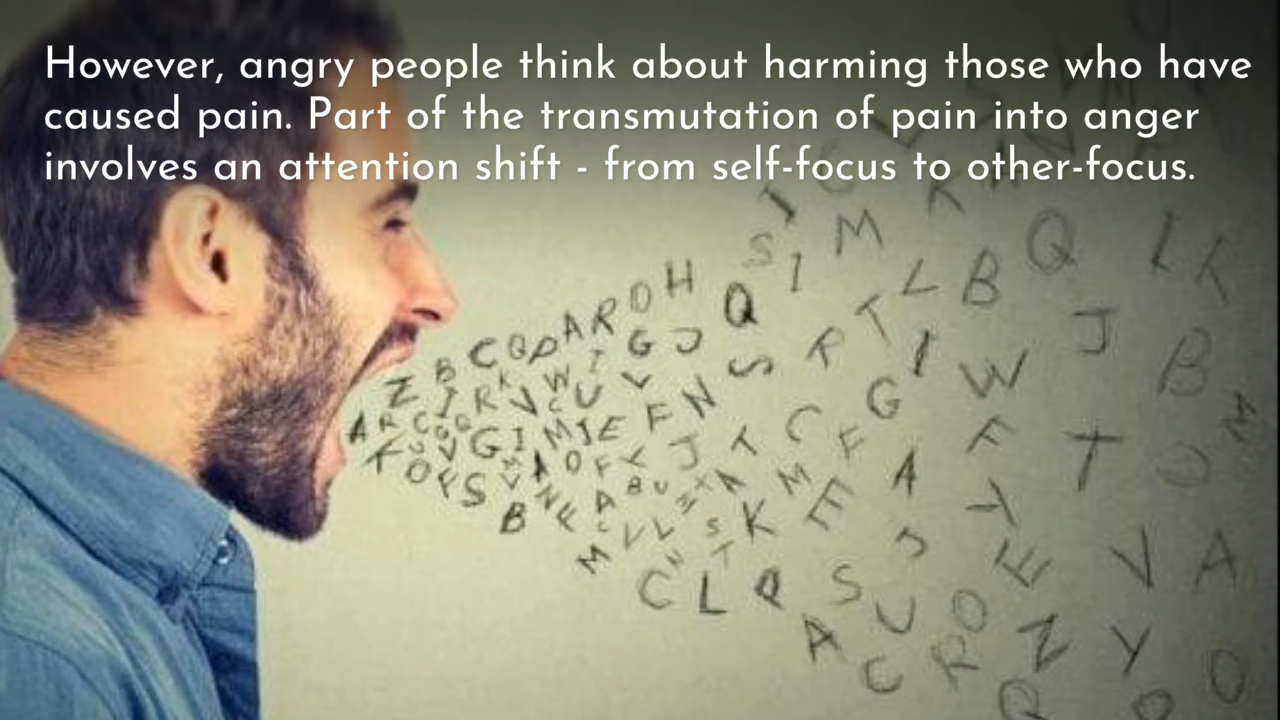 However, angry people think about harming those who have
caused pain. Part of the transmutation of pain into anger
involves an attention shift - from self-focus to other-focus.